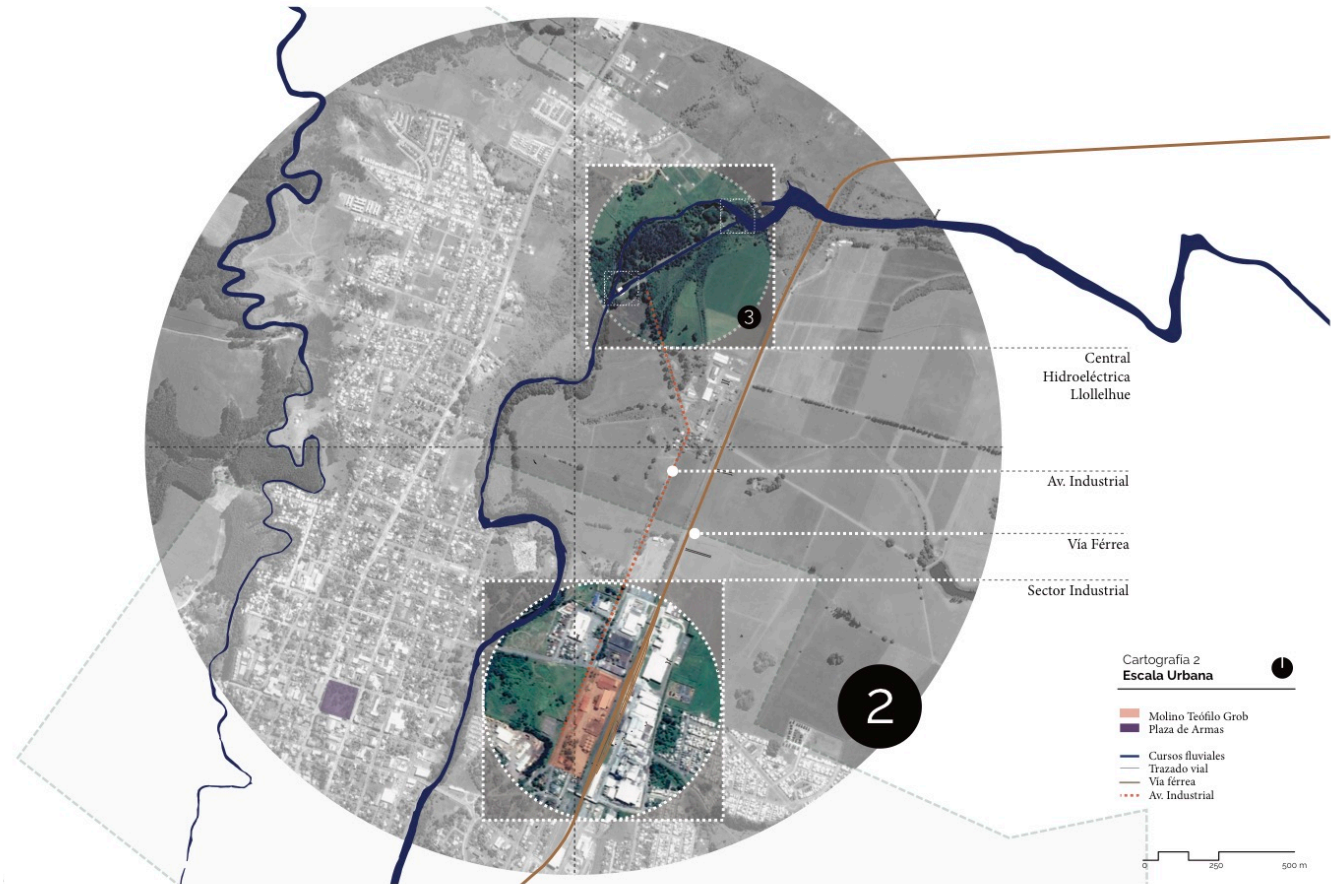 3
Central
Hidroeléctrica
Llollelhue
Av. Industrial
Vía Férrea
Sector Industrial
2
Cartografía 2
Escala Urbana
Molino Teófilo Grob
Plaza de Armas
Cursos fluviales
Trazado vial
Vía férrea
Av. Industrial
0 250 500 m